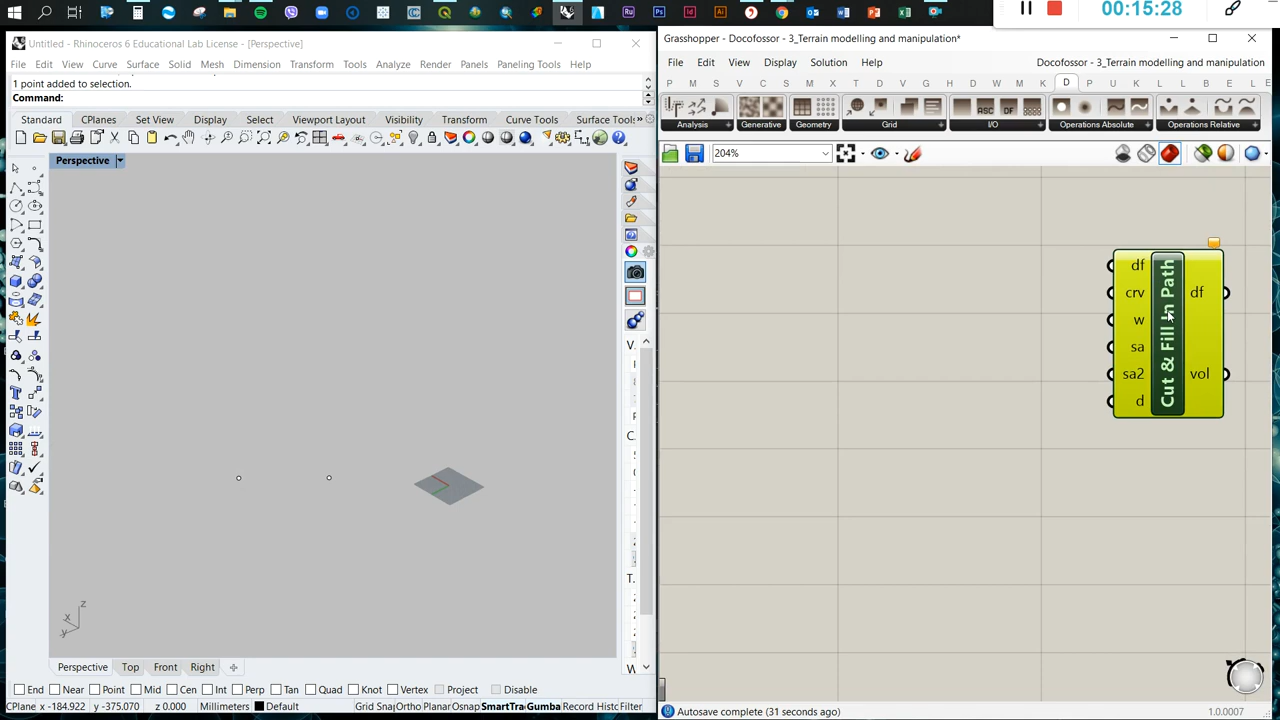 00:15:28
Untitled - Rhinoceros 6 Educational Lab License - [Perspective]
File Edit View Curve Surface Solid Mesh Dimension Transform Tools Analyze Render Panels Paneling Tools Help
1 point added to selection.
Command:
Standard CPlanes Set View Display Select Viewport Layout Visibility Transform Curve Tools Surface Tools
Perspective
V.
C.
T.
W
z
x
y
Perspective Top Front Right
End Near Point Mid Cen Int Perp Tan Quad Knot Vertex Project Disable
CPlane x -184.922 y -375.070 z 0.000 Millimeters Default Grid Snap Ortho Planar Osnap SmartTra Gumba Record Histo Filter
Grasshopper - Docofossor - 3_Terrain modelling and manipulation*
File Edit View Display Solution Help
Docofossor - 3_Terrain modelling and manipulation*
P M S V C S M I T D X P H K L B M L F T P W G H I K W M D P U L L R B E L E
ASC DF
Analysis Generative Geometry Grid I/O Operations Absolute Operations Relative
204%
df
crv
w
sa
sa2
d
Cut & Fill In Path
df
vol
Autosave complete (31 seconds ago)
1.0.0007